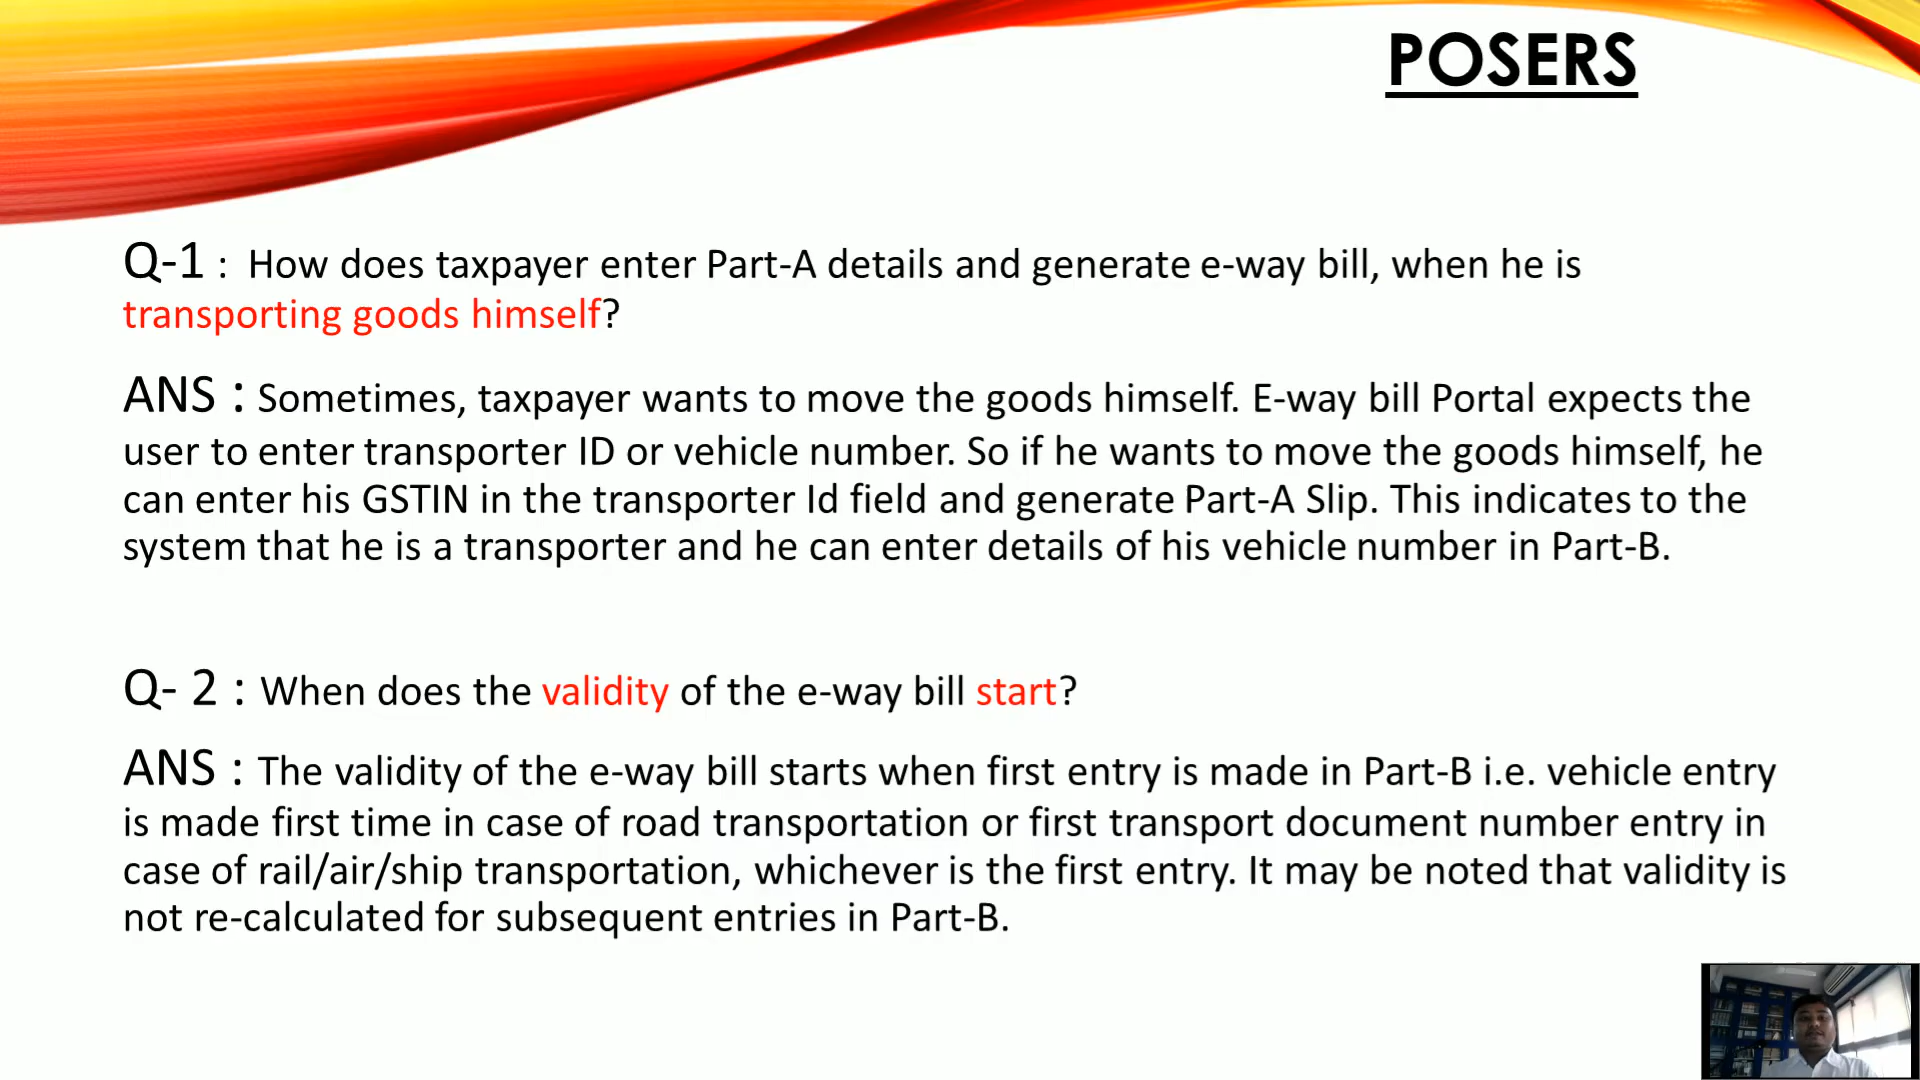 POSERS
Q-1 : How does taxpayer enter Part-A details and generate e-way bill, when he is
transporting goods himself?
ANS : Sometimes, taxpayer wants to move the goods himself. E-way bill Portal expects the
user to enter transporter ID or vehicle number. So if he wants to move the goods himself, he
can enter his GSTIN in the transporter Id field and generate Part-A Slip. This indicates to the
system that he is a transporter and he can enter details of his vehicle number in Part-B.
Q- 2 : When does the validity of the e-way bill start?
ANS : The validity of the e-way bill starts when first entry is made in Part-B i.e. vehicle entry
is made first time in case of road transportation or first transport document number entry in
case of rail/air/ship transportation, whichever is the first entry. It may be noted that validity is
not re-calculated for subsequent entries in Part-B.